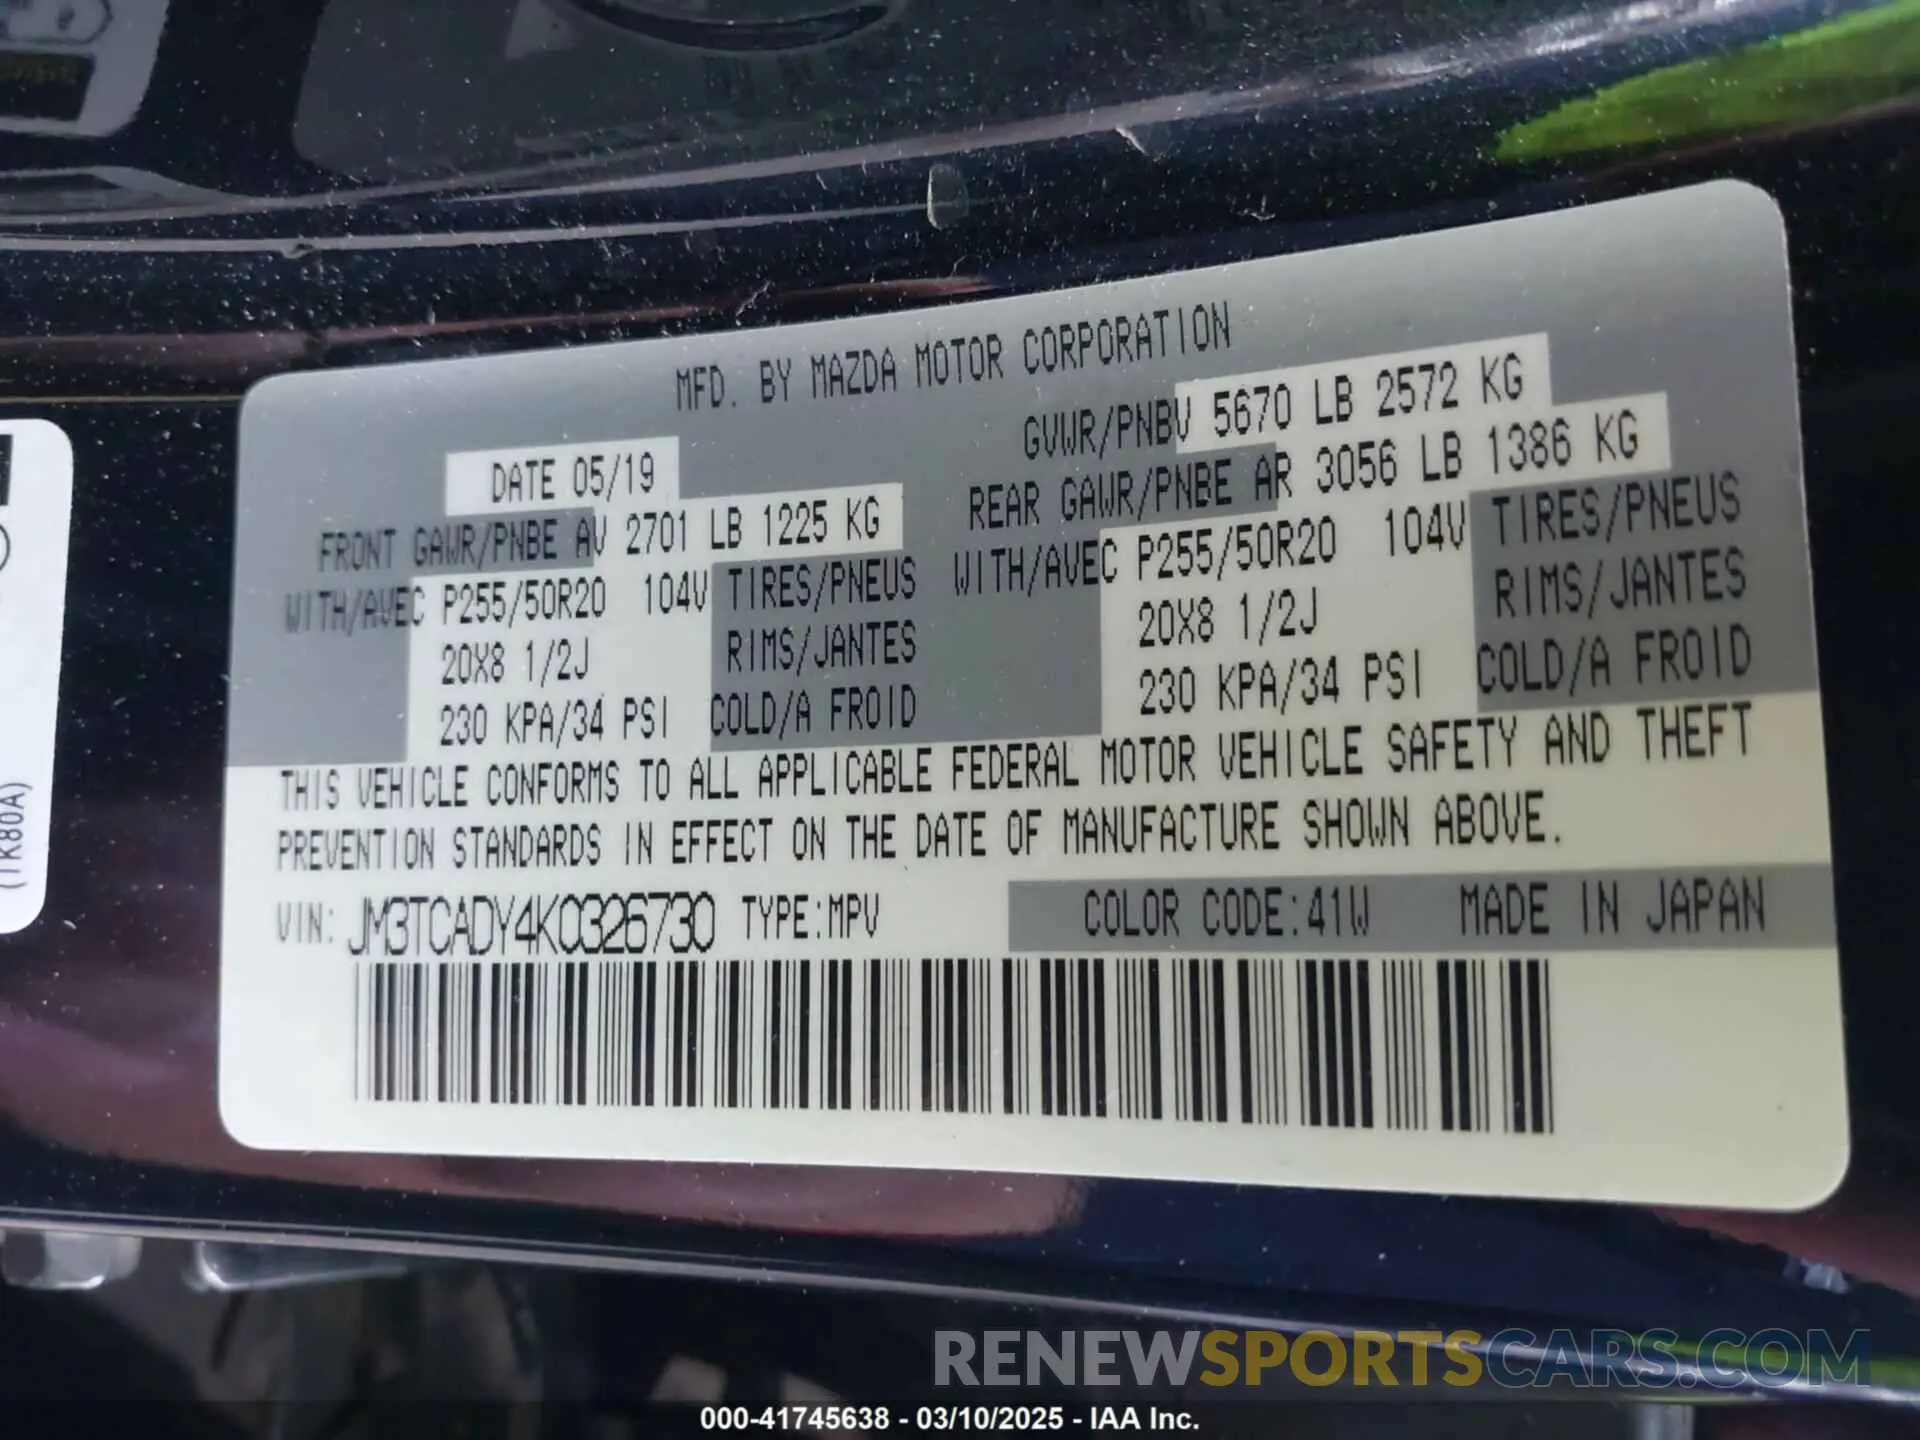 MFD. BY MAZDA MOTOR CORPORATION
DATE 05/19
GVWR/PNBV 5670 LB 2572 KG
FRONT GAWR/PNBE AV 2701 LB 1225 KG
REAR GAWR/PNBE AR 3056 LB 1386 KG
WITH/AVEC P255/50R20 104V TIRES/PNEUS
WITH/AVEC P255/50R20 104V TIRES/PNEUS
20X8 1/2J RIMS/JANTES
20X8 1/2J RIMS/JANTES
230 KPA/34 PSI COLD/A FROID
230 KPA/34 PSI COLD/A FROID
THIS VEHICLE CONFORMS TO ALL APPLICABLE FEDERAL MOTOR VEHICLE SAFETY AND THEFT
PREVENTION STANDARDS IN EFFECT ON THE DATE OF MANUFACTURE SHOWN ABOVE.
VIN: JM3TCADY4K0326730 TYPE:MPV COLOR CODE:41W MADE IN JAPAN
(TK80A)
RENEWSPORTSCARS.COM
000-41745638 - 03/10/2025 - IAA Inc.